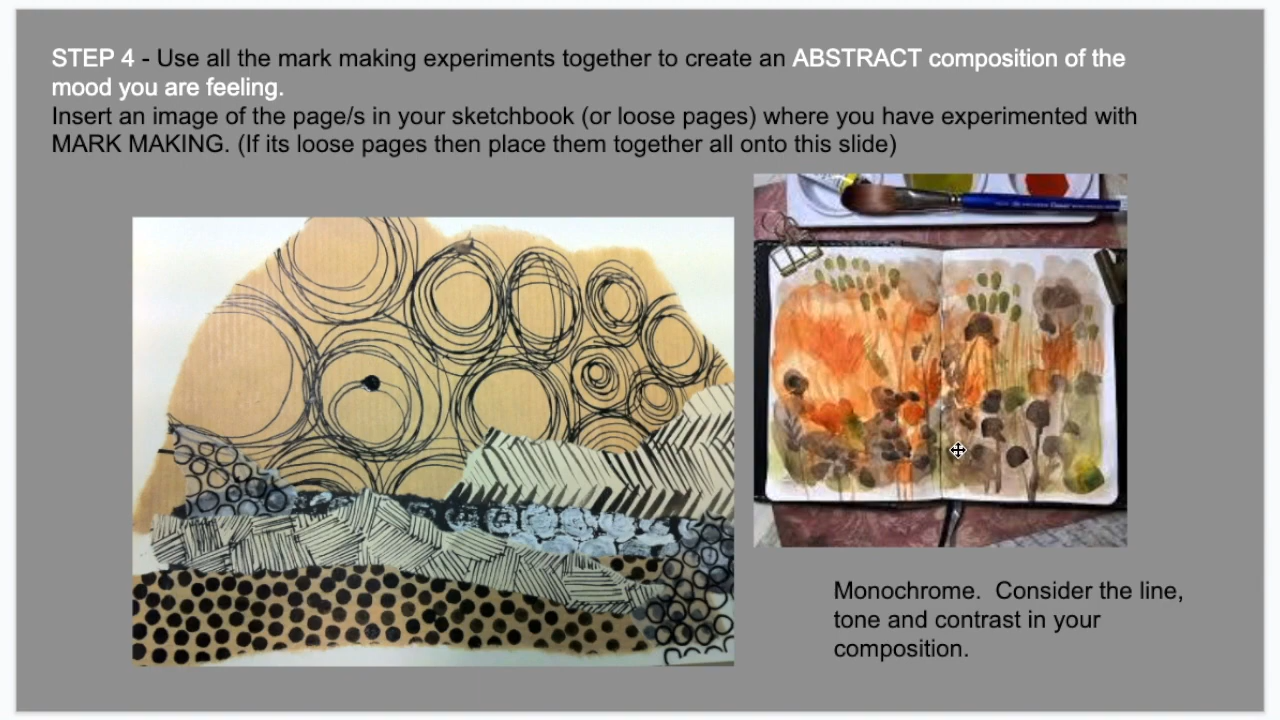 STEP 4 - Use all the mark making experiments together to create an ABSTRACT composition of the
mood you are feeling.
Insert an image of the page/s in your sketchbook (or loose pages) where you have experimented with
MARK MAKING. (If its loose pages then place them together all onto this slide)
Monochrome.  Consider the line,
tone and contrast in your
composition.